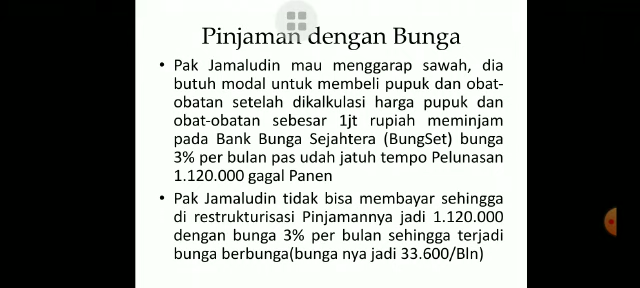 Pinjaman dengan Bunga
• Pak Jamaludin mau menggarap sawah, dia
butuh modal untuk membeli pupuk dan obat-
obatan setelah dikalkulasi harga pupuk dan
obat-obatan sebesar 1jt rupiah meminjam
pada Bank Bunga Sejahtera (BungSet) bunga
3% per bulan pas udah jatuh tempo Pelunasan
1.120.000 gagal Panen
• Pak Jamaludin tidak bisa membayar sehingga
di restrukturisasi Pinjamannya jadi 1.120.000
dengan bunga 3% per bulan sehingga terjadi
bunga berbunga(bunga nya jadi 33.600/Bln)